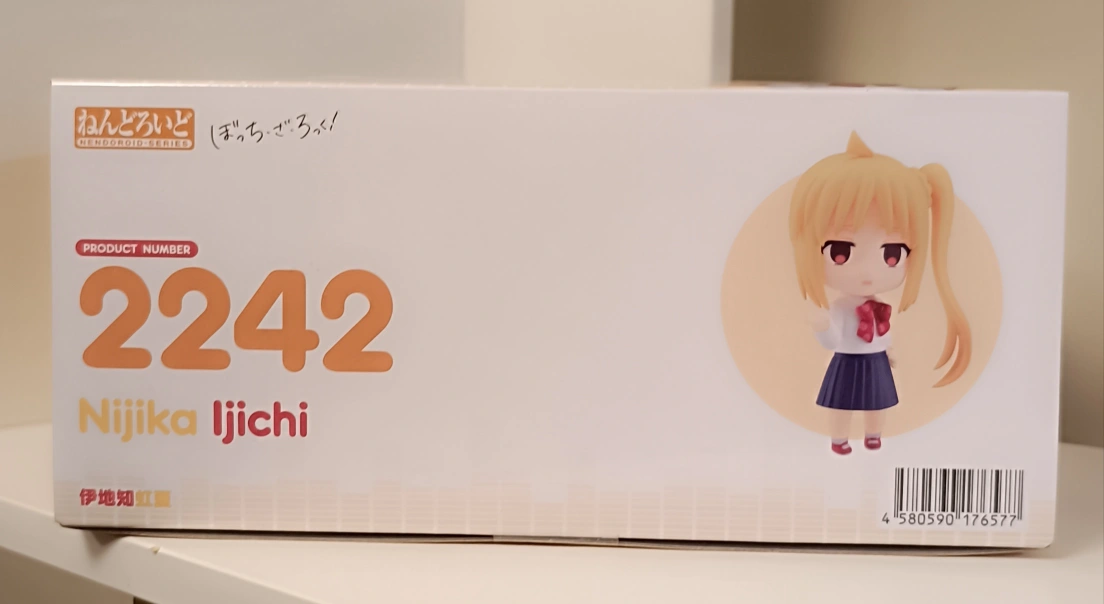 ねんどろいど
NENDOROID-SERIES
ぼっち・ざ・ろっく!
PRODUCT NUMBER
2242
Nijika Ijichi
伊地知虹夏
4 580590 176577